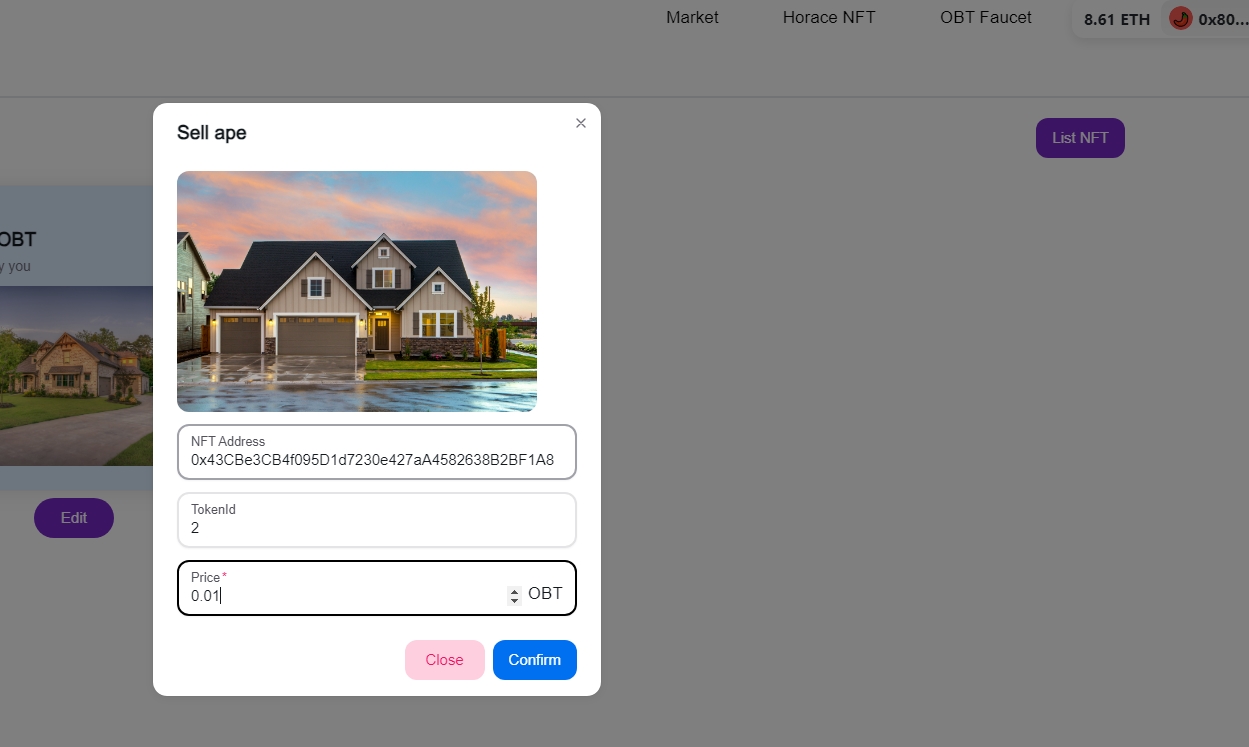 Market
Horace NFT
OBT Faucet
8.61 ETH
0x80...
List NFT
OBT
y you
Edit
Sell ape
×
NFT Address
0x43CBe3CB4f095D1d7230e427aA4582638B2BF1A8
TokenId
2
Price*
0.01
OBT
Close
Confirm